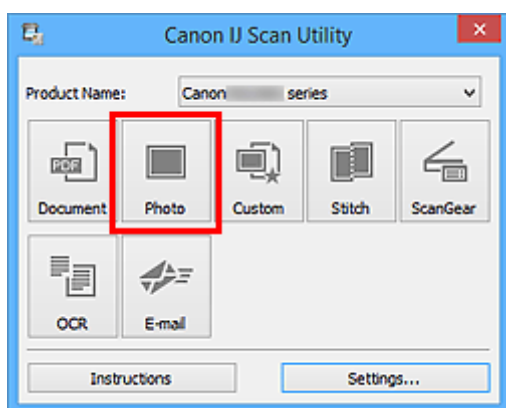 Canon IJ Scan Utility
Product Name: Canon series
Document Photo Custom Stitch ScanGear
PDF
OCR E-mail
Instructions Settings...